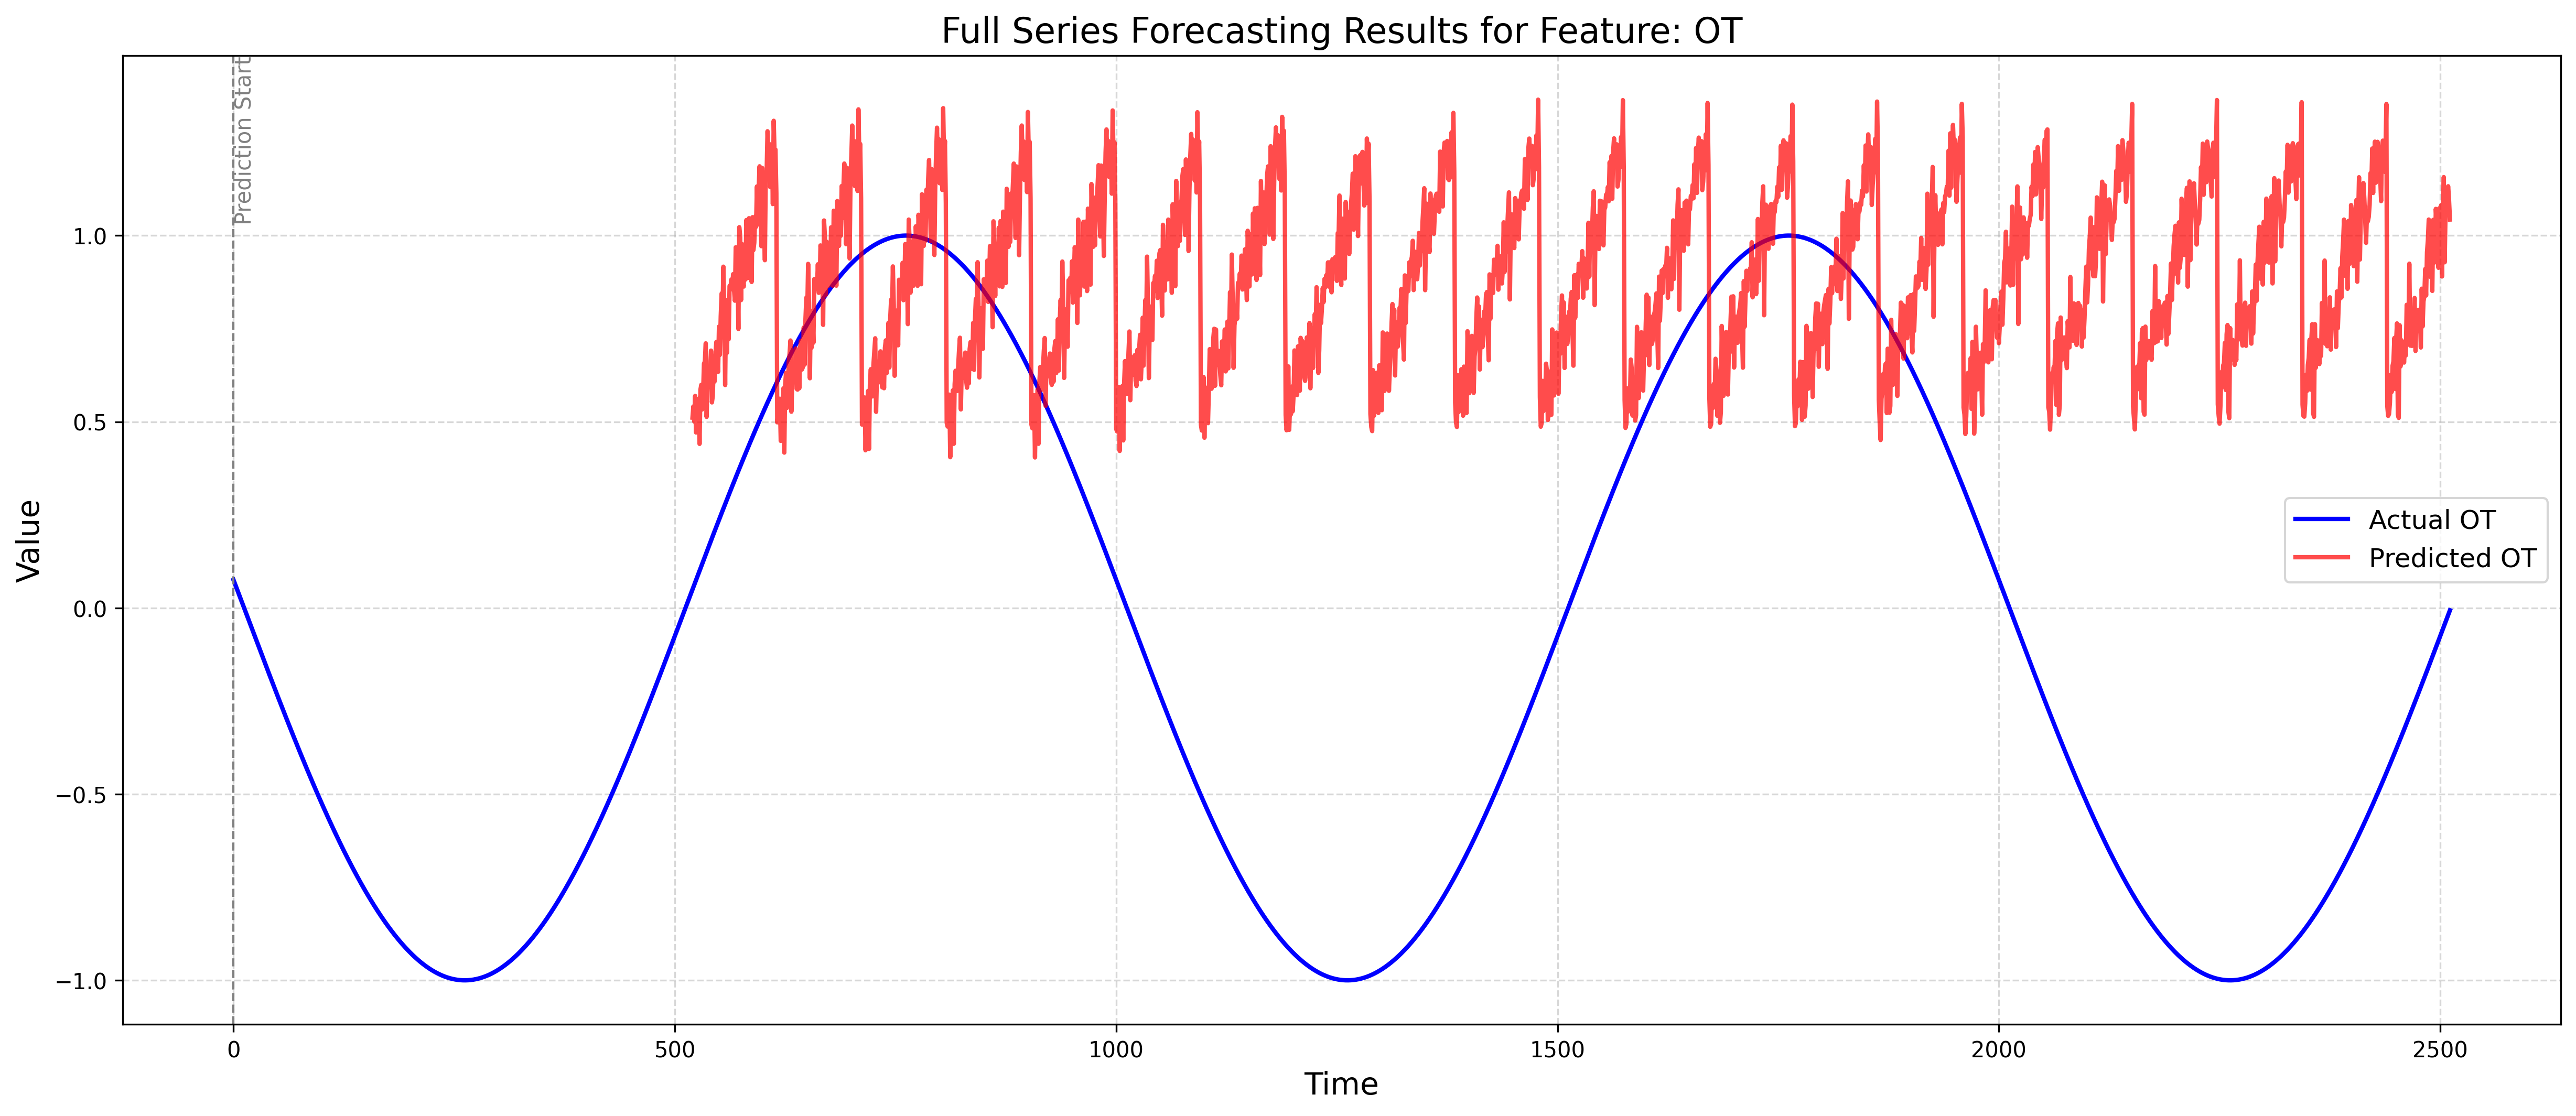 Full Series Forecasting Results for Feature: OT
Prediction Start
Value
1.0
0.5
0.0
−0.5
−1.0
Actual OT
Predicted OT
0
500
1000
1500
2000
2500
Time